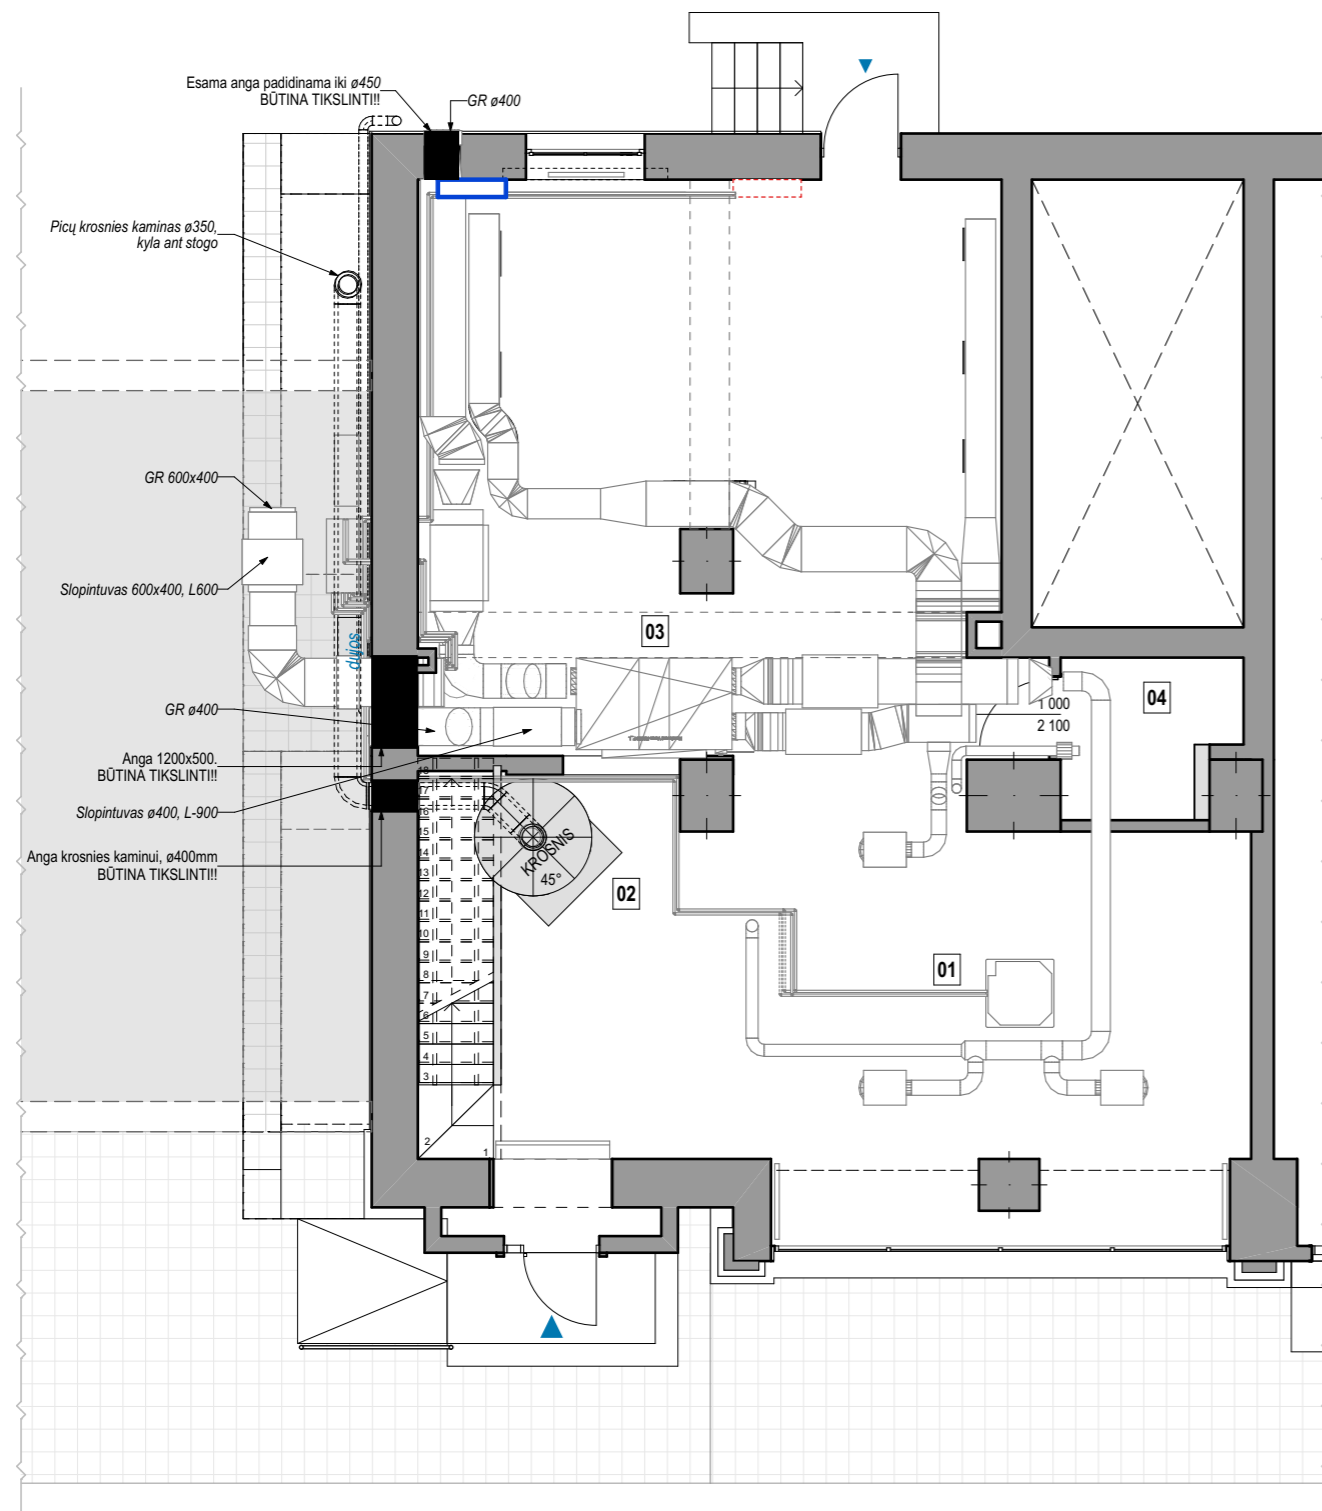 Esama anga padidinama iki ø450
BŪTINA TIKSLINTI!!
GR ø400
Picų krosnies kaminas ø350,
kyla ant stogo
GR 600x400
Slopintuvas 600x400, L600
dujos
GR ø400
Anga 1200x500.
BŪTINA TIKSLINTI!!
Slopintuvas ø400, L-900
Anga krosnies kaminui, ø400mm
BŪTINA TIKSLINTI!!
03
04
1 000
2 100
KROSNIS
45°
02
01
18
17
16
15
14
13
12
11
10
9
8
7
6
5
4
3
2
1